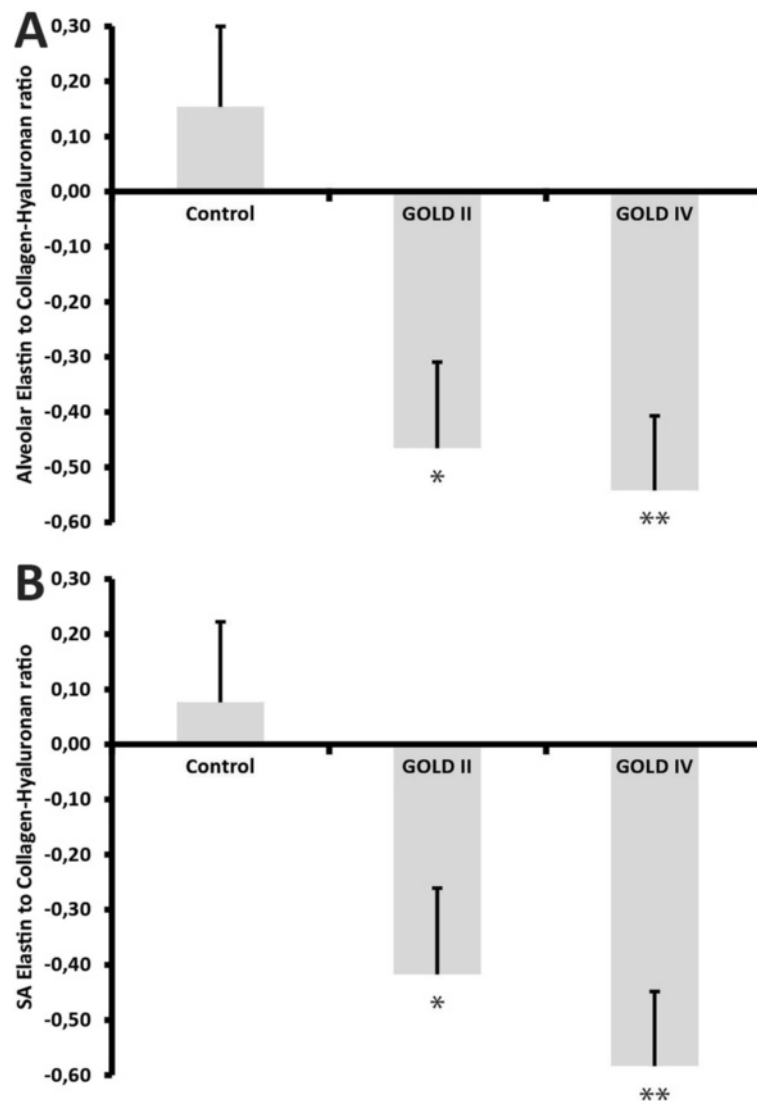 A
Alveolar Elastin to Collagen-Hyaluronan ratio
0,30
0,20
0,10
0,00
-0,10
-0,20
-0,30
-0,40
-0,50
-0,60
Control
GOLD II
GOLD IV
*
**
B
SA Elastin to Collagen-Hyaluronan ratio
0,30
0,20
0,10
0,00
-0,10
-0,20
-0,30
-0,40
-0,50
-0,60
Control
GOLD II
GOLD IV
*
**